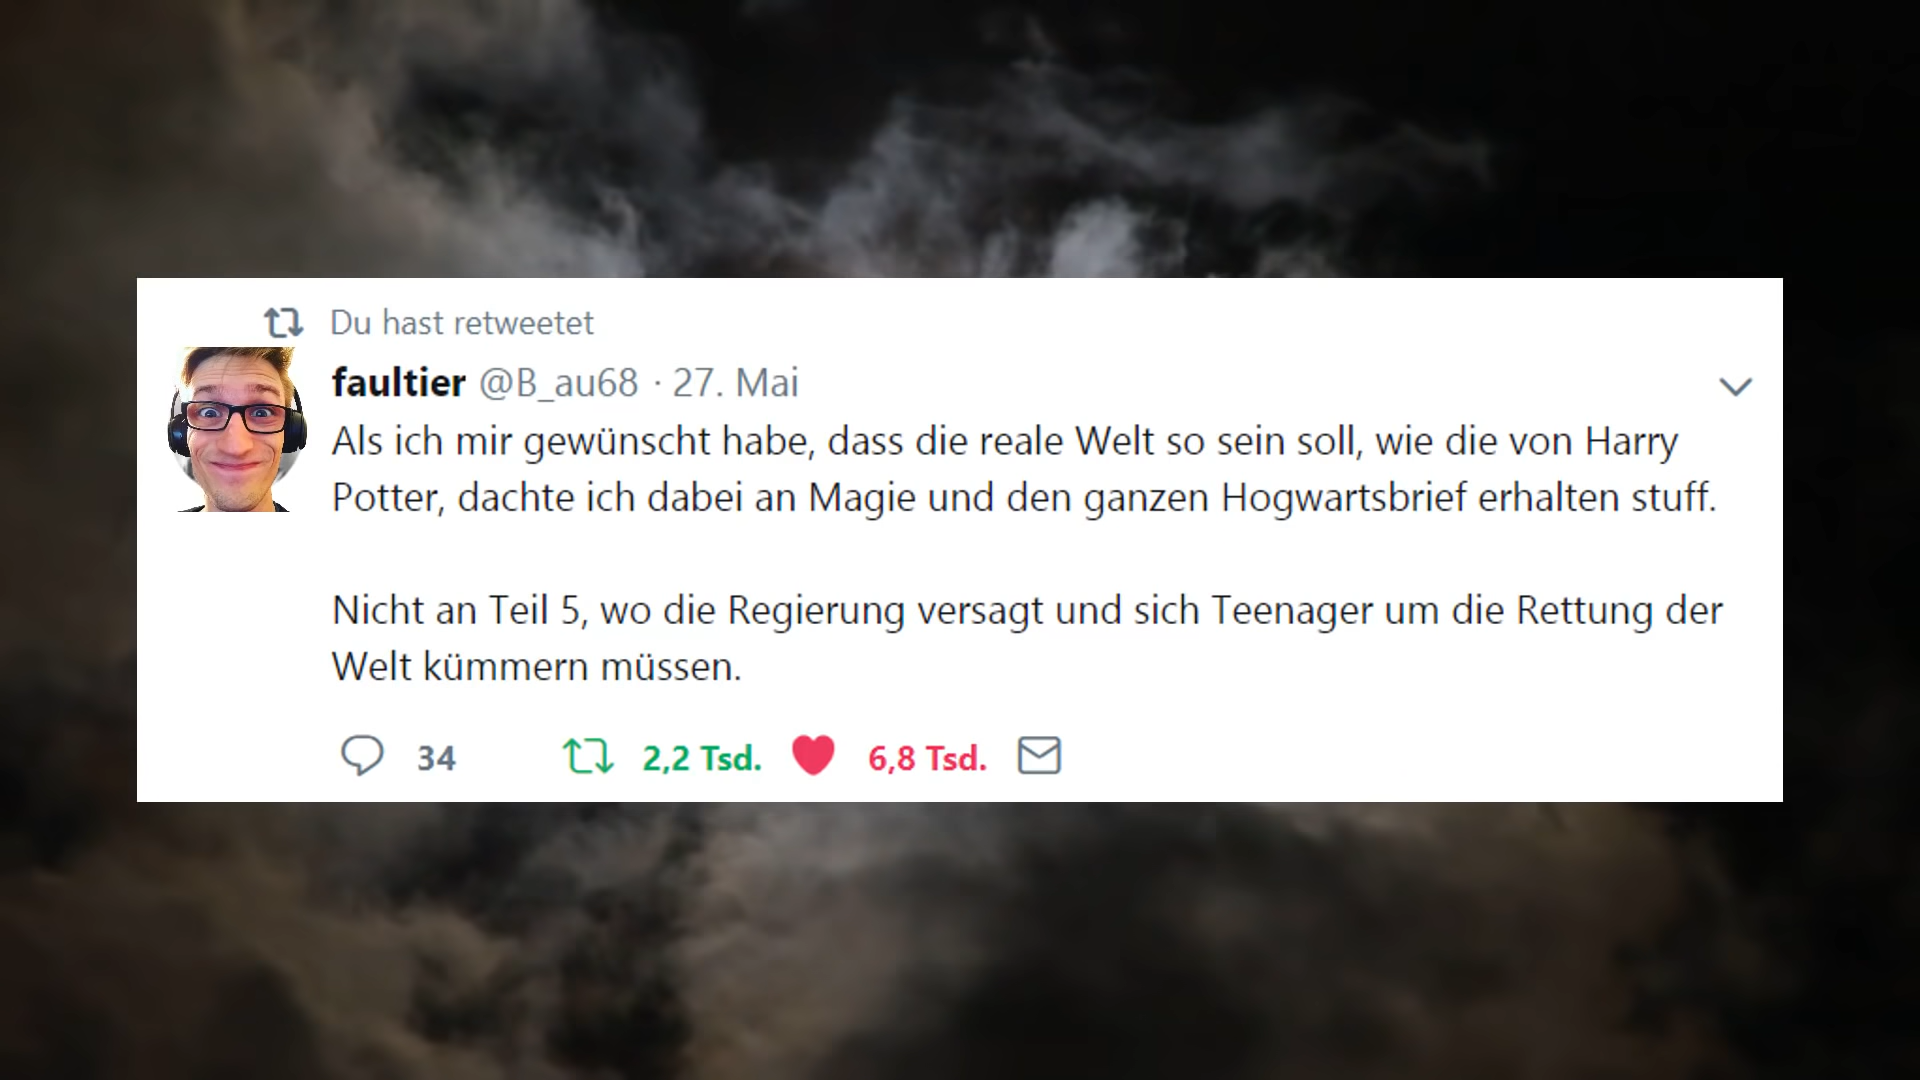 Du hast retweetet
faultier @B_au68 · 27. Mai
Als ich mir gewünscht habe, dass die reale Welt so sein soll, wie die von Harry
Potter, dachte ich dabei an Magie und den ganzen Hogwartsbrief erhalten stuff.
Nicht an Teil 5, wo die Regierung versagt und sich Teenager um die Rettung der
Welt kümmern müssen.
34 2,2 Tsd. 6,8 Tsd.